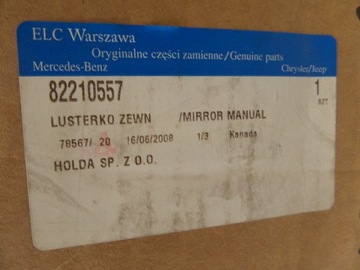 ELC Warszawa
Oryginalne części zamienne/Genuine parts
Mercedes-Benz Chrysler/Jeep
82210557 1
SZT
LUSTERKO ZEWN /MIRROR MANUAL
78567/ 20 16/06/2008 1/3 Kanada
HOLDA SP. Z O.O.